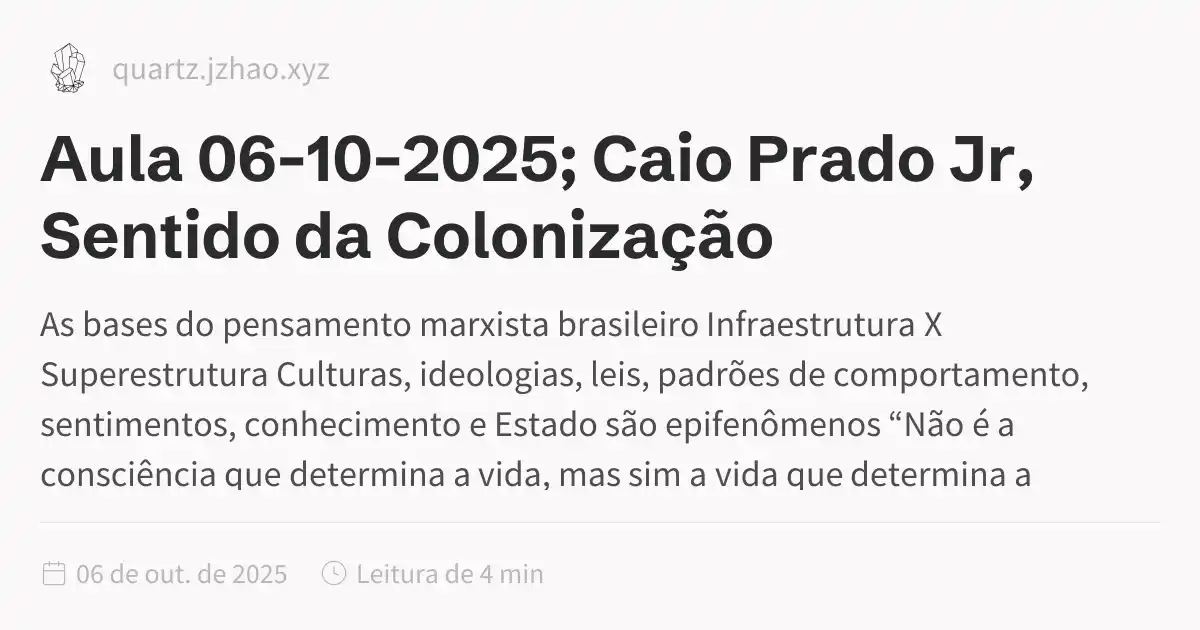 quartz.jzhao.xyz
Aula 06-10-2025; Caio Prado Jr,
Sentido da Colonização
As bases do pensamento marxista brasileiro Infraestrutura X
Superestrutura Culturas, ideologias, leis, padrões de comportamento,
sentimentos, conhecimento e Estado são epifenômenos “Não é a
consciência que determina a vida, mas sim a vida que determina a
06 de out. de 2025
Leitura de 4 min